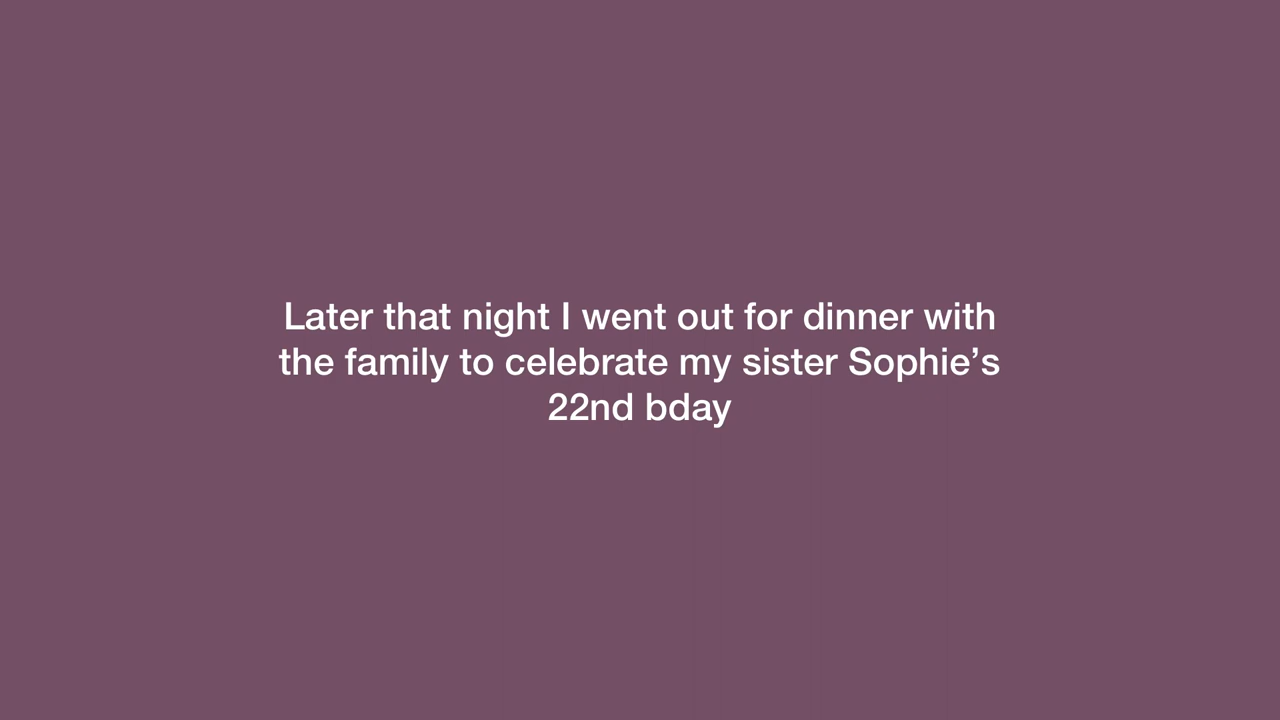 Later that night I went out for dinner with
the family to celebrate my sister Sophie’s
22nd bday